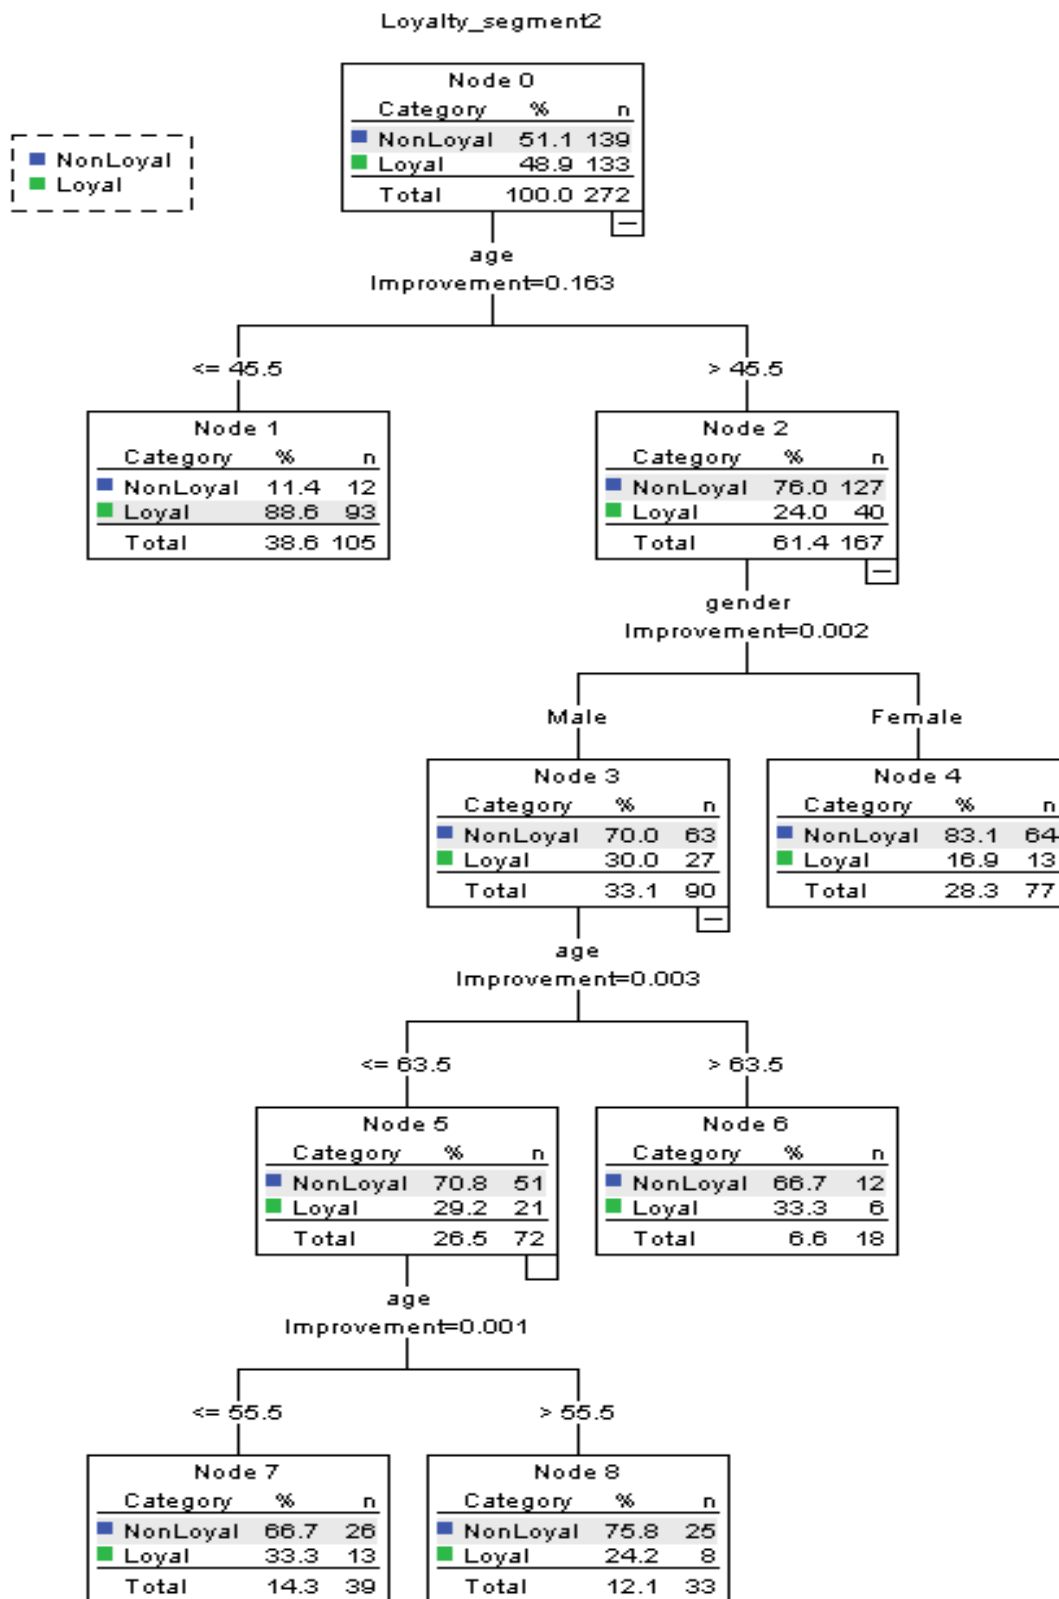 Loyalty_segment2
NonLoyal
Loyal
Node 0
Category % n
NonLoyal 51.1 139
Loyal 48.9 133
Total 100.0 272
age
Improvement=0.163
<= 45.5
> 45.5
Node 1
Category % n
NonLoyal 11.4 12
Loyal 88.6 93
Total 38.6 105
Node 2
Category % n
NonLoyal 76.0 127
Loyal 24.0 40
Total 61.4 167
gender
Improvement=0.002
Male
Female
Node 3
Category % n
NonLoyal 70.0 63
Loyal 30.0 27
Total 33.1 90
Node 4
Category % n
NonLoyal 83.1 64
Loyal 16.9 13
Total 28.3 77
age
Improvement=0.003
<= 63.5
> 63.5
Node 5
Category % n
NonLoyal 70.8 51
Loyal 29.2 21
Total 26.5 72
Node 6
Category % n
NonLoyal 66.7 12
Loyal 33.3 6
Total 6.6 18
age
Improvement=0.001
<= 55.5
> 55.5
Node 7
Category % n
NonLoyal 66.7 26
Loyal 33.3 13
Total 14.3 39
Node 8
Category % n
NonLoyal 75.8 25
Loyal 24.2 8
Total 12.1 33